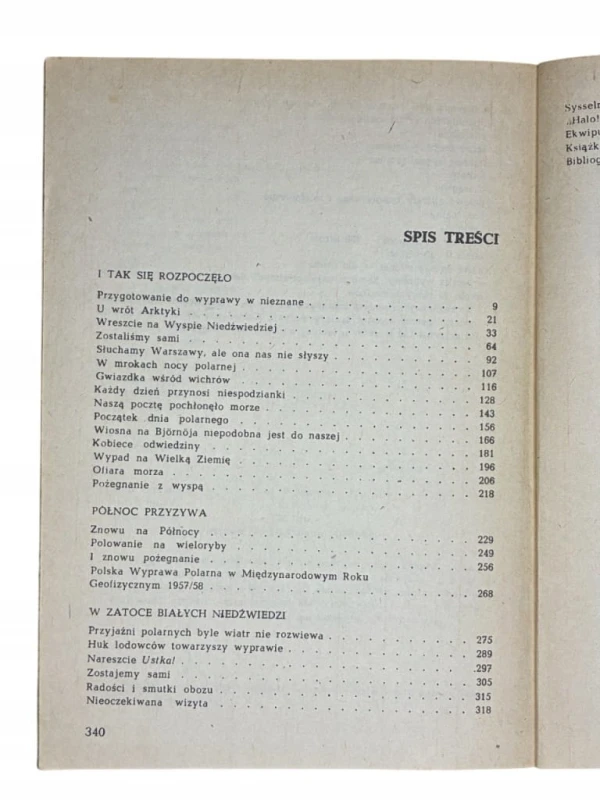 SPIS TREŚCI
I TAK SIĘ ROZPOCZĘŁO
Przygotowanie do wyprawy w nieznane . . . . . . . . . . 9
U wrót Arktyki . . . . . . . . . . 21
Wreszcie na Wyspie Niedźwiedziej . . . . . . . . . . 33
Zostaliśmy sami . . . . . . . . . . 64
Słuchamy Warszawy, ale ona nas nie słyszy . . . . . . . . . . 92
W mrokach nocy polarnej . . . . . . . . . . 107
Gwiazdka wśród wichrów . . . . . . . . . . 116
Każdy dzień przynosi niespodzianki . . . . . . . . . . 128
Naszą pocztę pochłonęło morze . . . . . . . . . . 143
Początek dnia polarnego . . . . . . . . . . 156
Wiosna na Björnöja niepodobna jest do naszej . . . . . . . . . . 166
Kobiece odwiedziny . . . . . . . . . . 181
Wypad na Wielką Ziemię . . . . . . . . . . 196
Ofiara morza . . . . . . . . . . 206
Pożegnanie z wyspą . . . . . . . . . . 218
PÓŁNOC PRZYZYWA
Znowu na Północy . . . . . . . . . . 229
Polowanie na wieloryby . . . . . . . . . . 249
I znowu pożegnanie . . . . . . . . . . 256
Polska Wyprawa Polarna w Międzynarodowym Roku
Geofizycznym 1957/58 . . . . . . . . . . 268
W ZATOCE BIAŁYCH NIEDŹWIEDZI
Przyjaźni polarnych byle wiatr nie rozwiewa . . . . . . . . . . 275
Huk lodowców towarzyszy wyprawie . . . . . . . . . . 289
Nareszcie Ustka! . . . . . . . . . . 297
Zostajemy sami . . . . . . . . . . 305
Radości i smutki obozu . . . . . . . . . . 315
Nieoczekiwana wizyta . . . . . . . . . . 318
340
Sysseln
„Halo!
Ekwipu
Książk
Bibliog